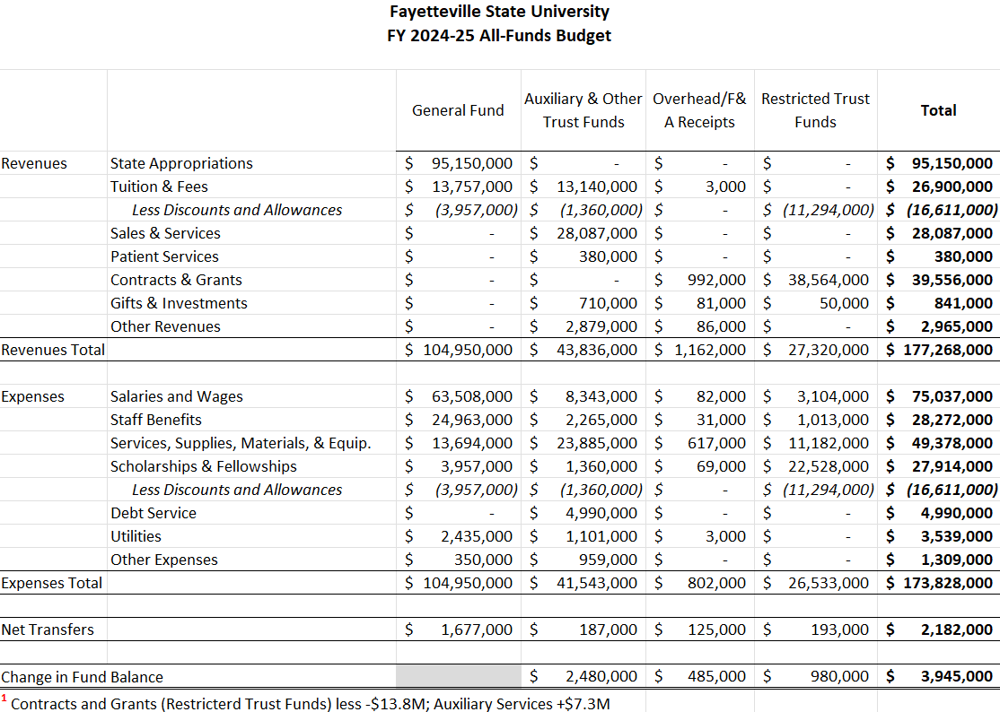 Fayetteville State University
FY 2024-25 All-Funds Budget
General Fund Auxiliary & Other Trust Funds Overhead/F& A Receipts Restricted Trust Funds Total
Revenues State Appropriations $ 95,150,000 $ - $ - $ - $ 95,150,000
Tuition & Fees $ 13,757,000 $ 13,140,000 $ 3,000 $ - $ 26,900,000
Less Discounts and Allowances $ (3,957,000) $ (1,360,000) $ - $ (11,294,000) $ (16,611,000)
Sales & Services $ - $ 28,087,000 $ - $ - $ 28,087,000
Patient Services $ - $ 380,000 $ - $ - $ 380,000
Contracts & Grants $ - $ - $ 992,000 $ 38,564,000 $ 39,556,000
Gifts & Investments $ - $ 710,000 $ 81,000 $ 50,000 $ 841,000
Other Revenues $ - $ 2,879,000 $ 86,000 $ - $ 2,965,000
Revenues Total $ 104,950,000 $ 43,836,000 $ 1,162,000 $ 27,320,000 $ 177,268,000
Expenses Salaries and Wages $ 63,508,000 $ 8,343,000 $ 82,000 $ 3,104,000 $ 75,037,000
Staff Benefits $ 24,963,000 $ 2,265,000 $ 31,000 $ 1,013,000 $ 28,272,000
Services, Supplies, Materials, & Equip. $ 13,694,000 $ 23,885,000 $ 617,000 $ 11,182,000 $ 49,378,000
Scholarships & Fellowships $ 3,957,000 $ 1,360,000 $ 69,000 $ 22,528,000 $ 27,914,000
Less Discounts and Allowances $ (3,957,000) $ (1,360,000) $ - $ (11,294,000) $ (16,611,000)
Debt Service $ - $ 4,990,000 $ - $ - $ 4,990,000
Utilities $ 2,435,000 $ 1,101,000 $ 3,000 $ - $ 3,539,000
Other Expenses $ 350,000 $ 959,000 $ - $ - $ 1,309,000
Expenses Total $ 104,950,000 $ 41,543,000 $ 802,000 $ 26,533,000 $ 173,828,000
Net Transfers $ 1,677,000 $ 187,000 $ 125,000 $ 193,000 $ 2,182,000
Change in Fund Balance $ 2,480,000 $ 485,000 $ 980,000 $ 3,945,000
1 Contracts and Grants (Restricterd Trust Funds) less -$13.8M; Auxiliary Services +$7.3M